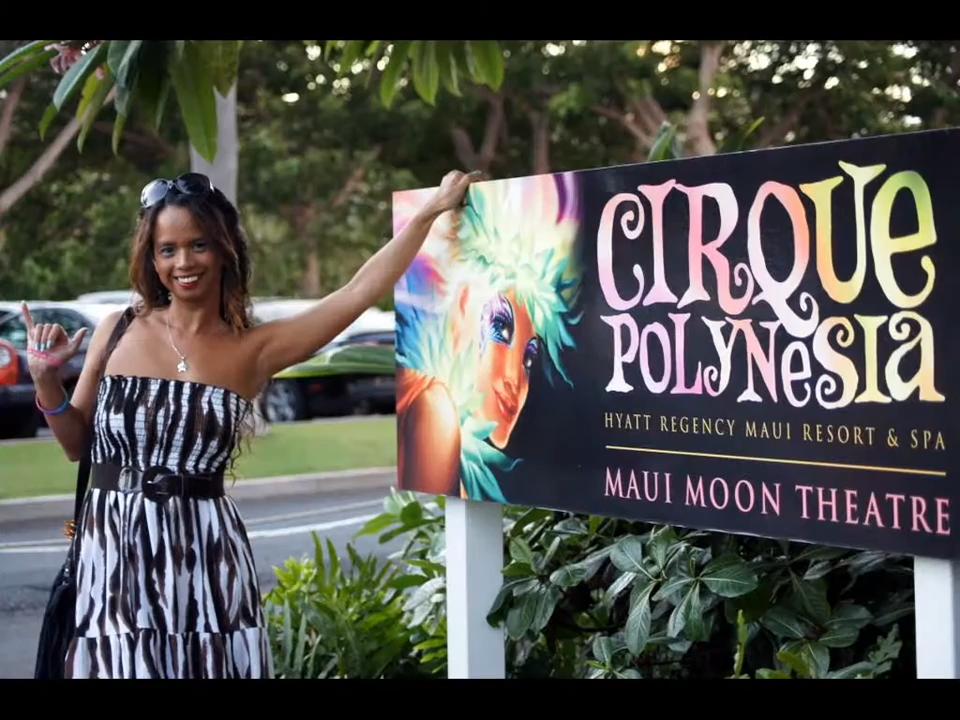 CIRQUE
POLYNESIA
HYATT REGENCY MAUI RESORT & SPA
MAUI MOON THEATRE